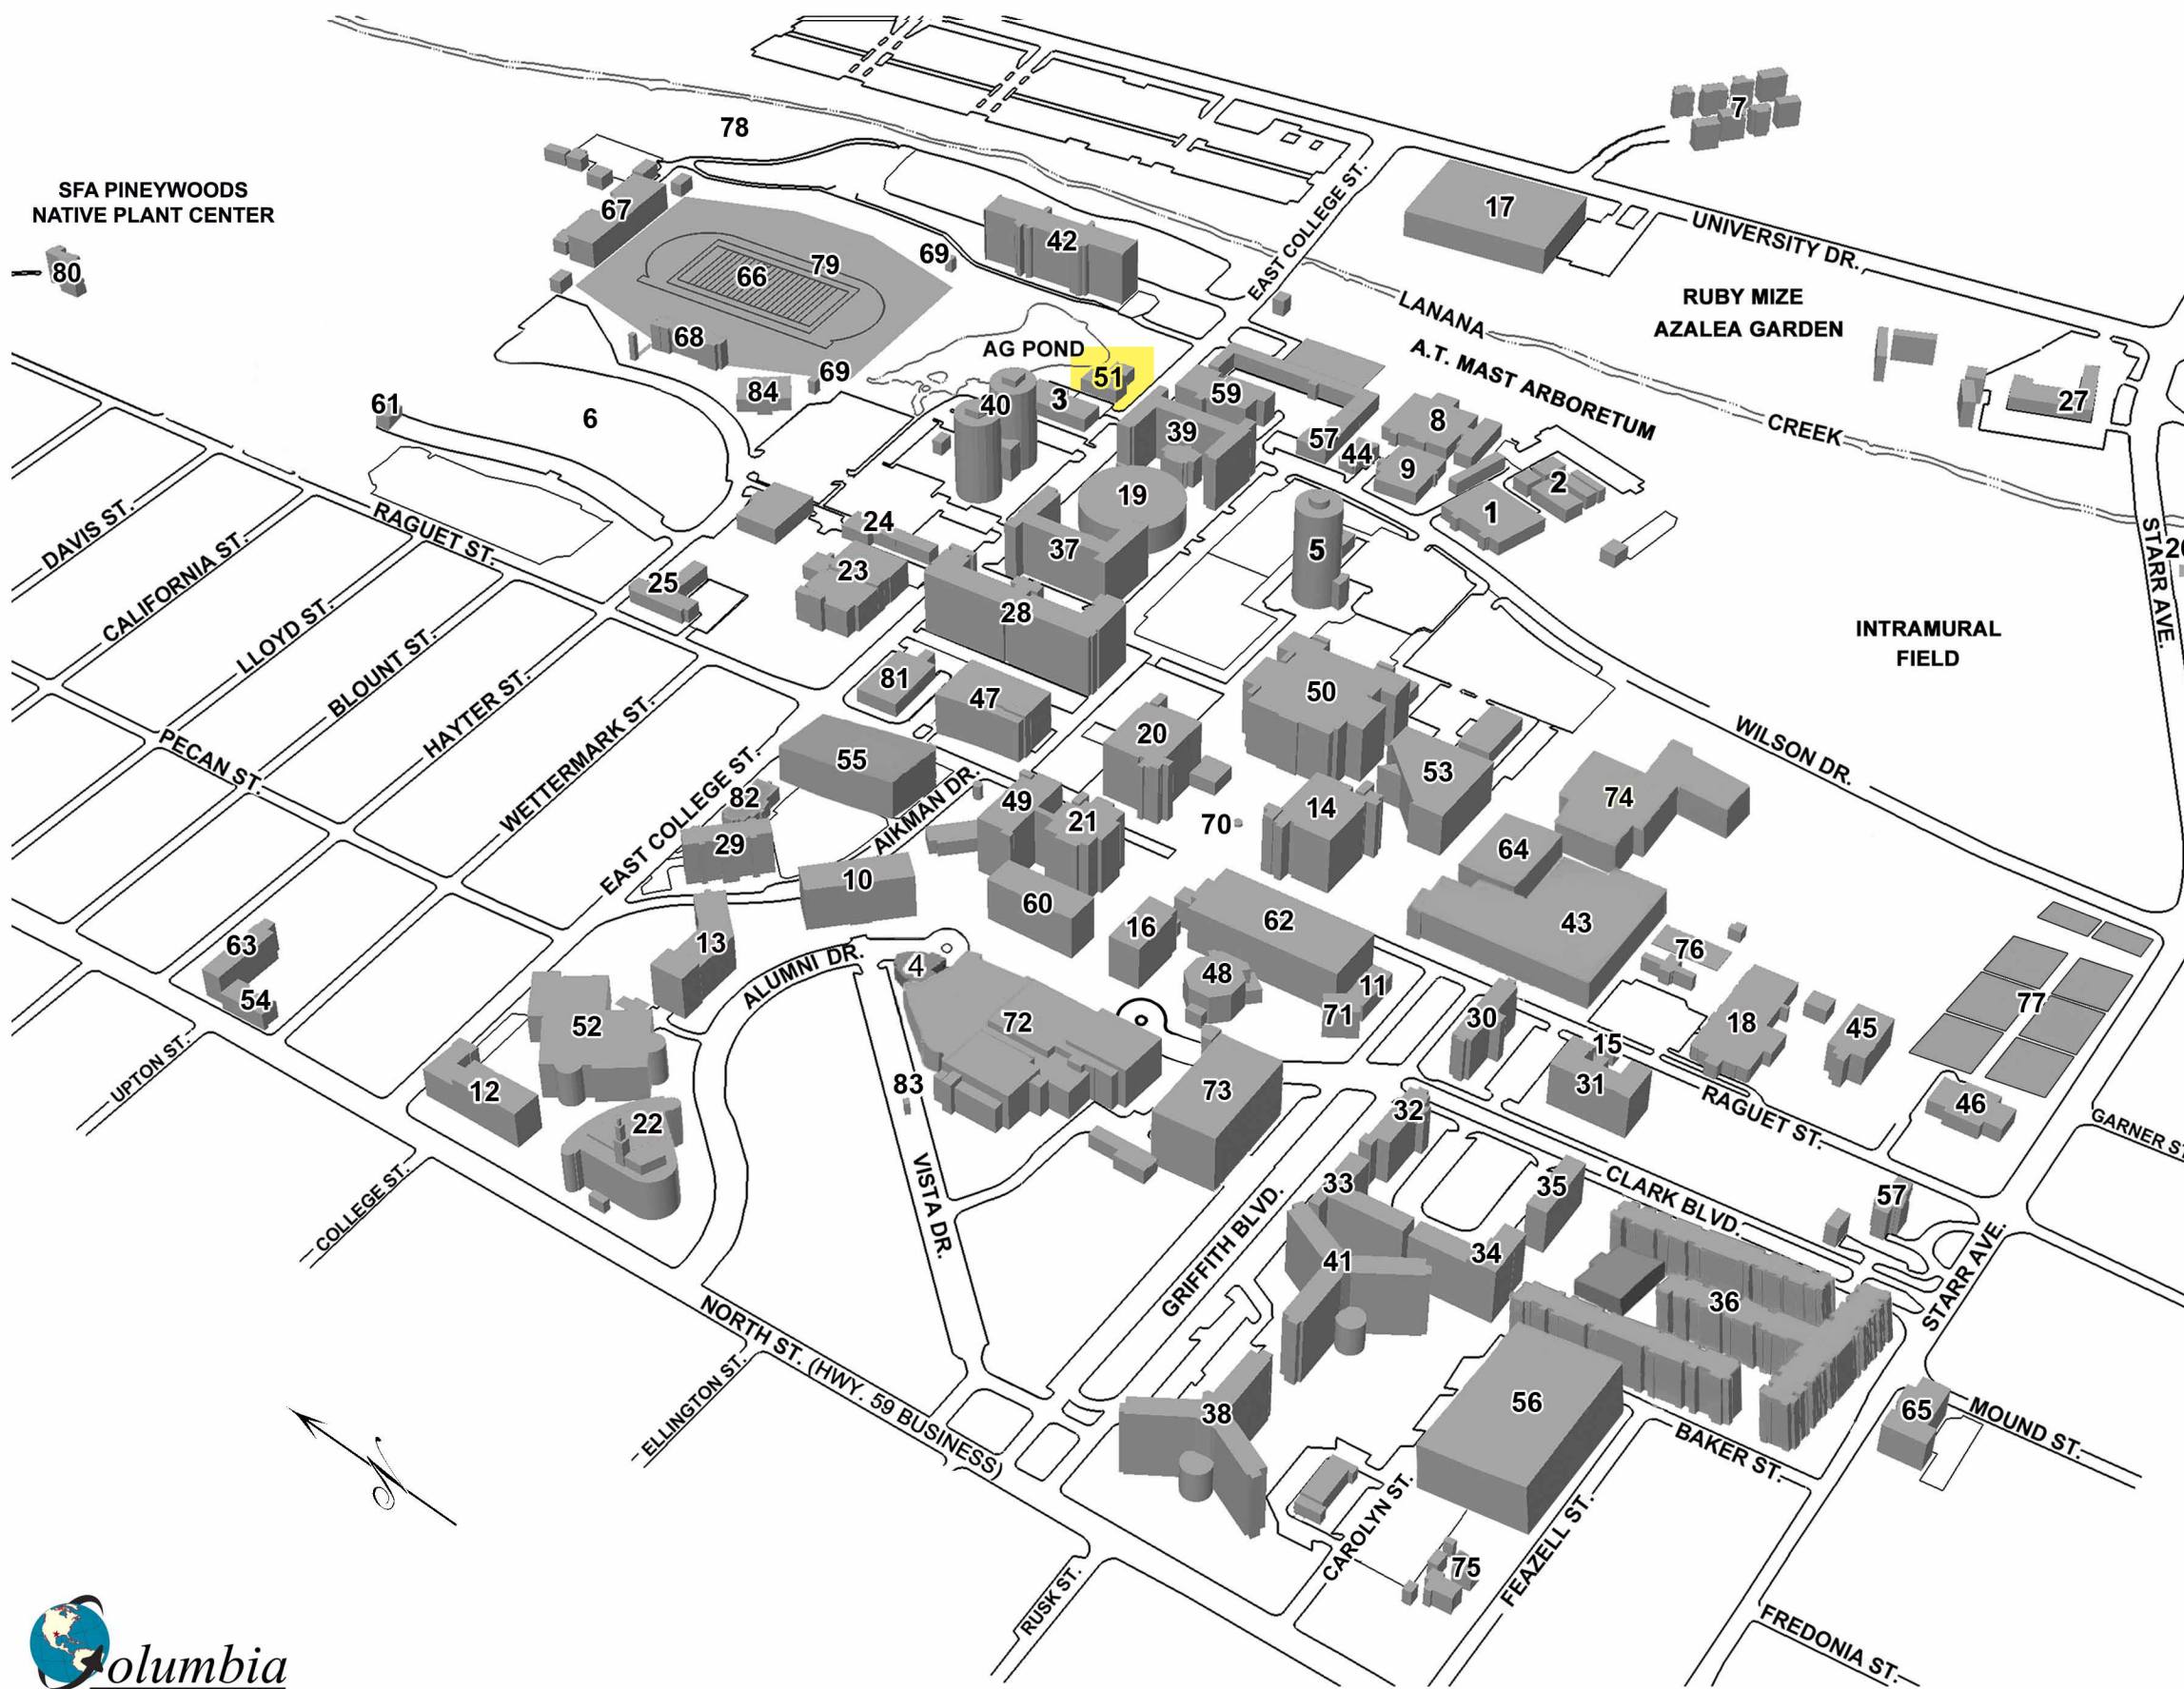 78
7
SFA PINEYWOODS
NATIVE PLANT CENTER
67
17
EAST COLLEGE ST.
UNIVERSITY DR.
42
69
79
66
80
LANANA
RUBY MIZE
AZALEA GARDEN
68
AG POND
A.T. MAST ARBORETUM
69
51
84
3
59
40
61
6
8
27
CREEK
39
57
44
9
2
19
1
24
DAVIS ST.
RAGUET ST.
37
5
STARR AVE.
CALIFORNIA ST.
23
25
28
LLOYD ST.
INTRAMURAL
FIELD
BLOUNT ST.
81
50
47
HAYTER ST.
20
WETTERMARK ST.
WILSON DR.
PECAN ST.
55
53
74
EAST COLLEGE ST.
AIKMAN DR.
82
49
21
14
70
29
64
10
60
62
43
16
13
63
76
ALUMNI DR.
4
48
11
54
71
77
52
72
30
18
45
15
31
UPTON ST.
12
83
73
46
RAGUET ST.
32
GARNER ST
22
VISTA DR.
33
35
CLARK BLVD.
57
COLLEGE ST.
GRIFFITH BLVD.
41
34
STARR AVE.
36
NORTH ST. (HWY. 59 BUSINESS)
ELLINGTON ST.
38
56
65
MOUND ST.
BAKER ST.
CAROLYN ST.
FEAZELL ST.
75
RUSK ST.
FREDONIA ST.
olumbia